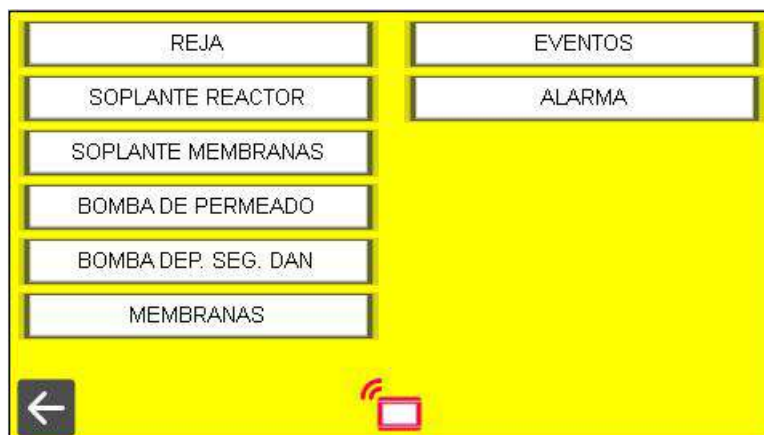 REJA
SOPLANTE REACTOR
SOPLANTE MEMBRANAS
BOMBA DE PERMEADO
BOMBA DEP. SEG. DAN
MEMBRANAS
EVENTOS
ALARMA